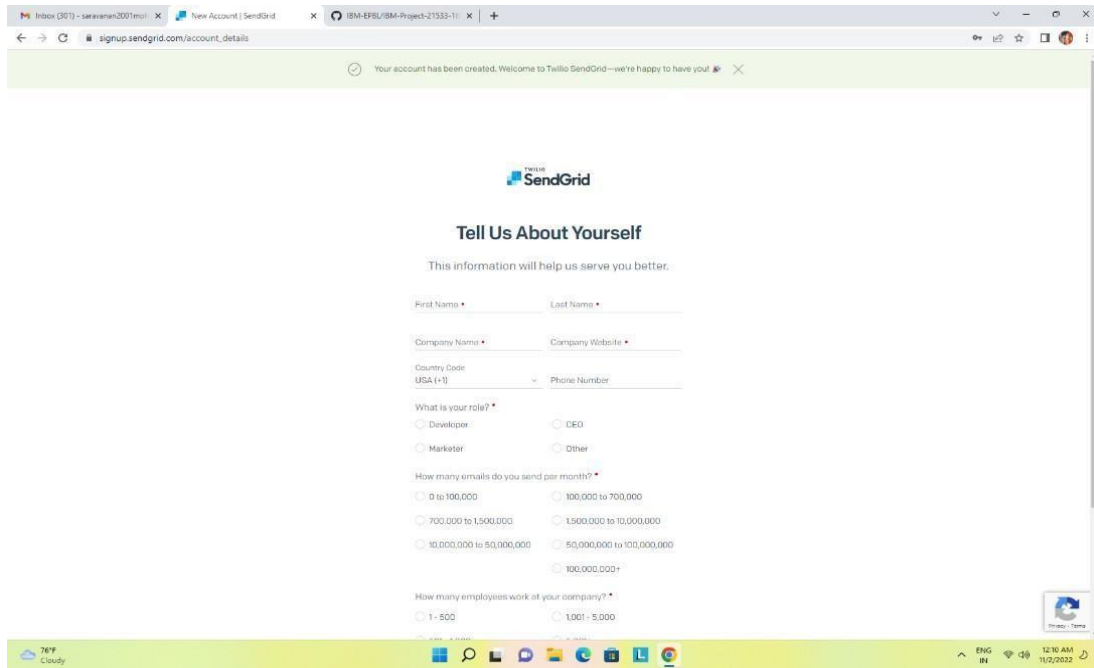 Inbox (301) - saravanan2001mol
New Account | SendGrid
IBM-EPBL/IBM-Project-21533-1
signup.sendgrid.com/account_details
Your account has been created. Welcome to Twilio SendGrid—we're happy to have you!
TWILIO
SendGrid
Tell Us About Yourself
This information will help us serve you better.
First Name • Last Name •
Company Name • Company Website •
Country Code
USA (+1) Phone Number
What is your role? •
Developer CEO
Marketer Other
How many emails do you send per month? •
0 to 100,000 100,000 to 700,000
700,000 to 1,500,000 1,500,000 to 10,000,000
10,000,000 to 50,000,000 50,000,000 to 100,000,000
100,000,000+
How many employees work at your company? •
1 - 500 1,001 - 5,000
Privacy - Terms
76°F
Cloudy
ENG
IN
12:10 AM
11/2/2022